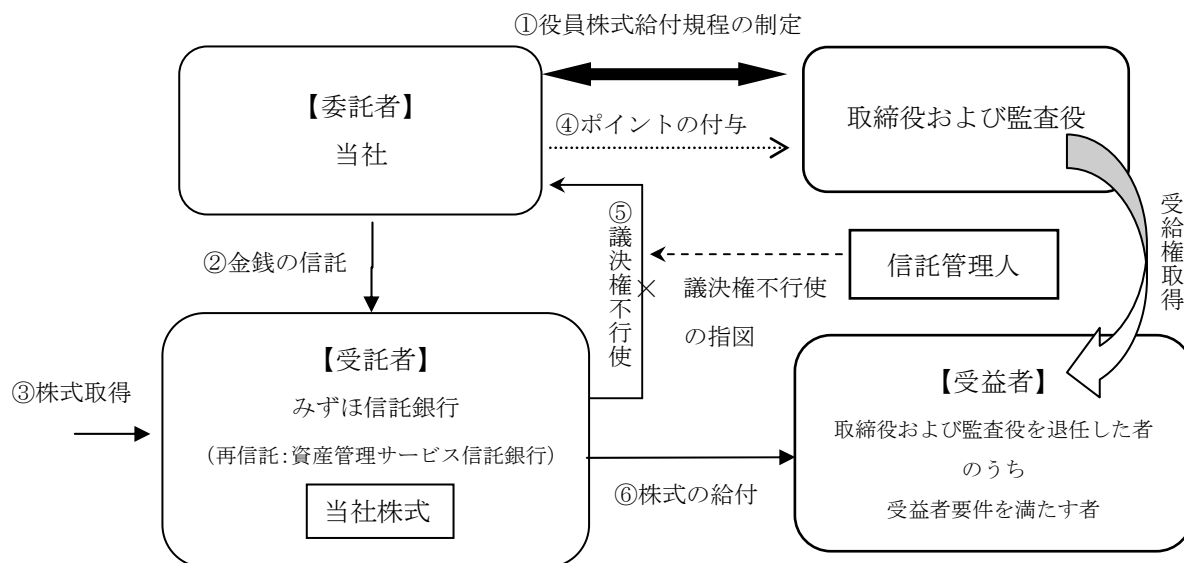 ①役員株式給付規程の制定
【委託者】
当社
④ポイントの付与
取締役および監査役
受給権取得
②金銭の信託
⑤議決権不行使
×
議決権不行使
の指図
信託管理人
③株式取得
【受託者】
みずほ信託銀行
(再信託:資産管理サービス信託銀行)
当社株式
⑥株式の給付
【受益者】
取締役および監査役を退任した者
のうち
受益者要件を満たす者